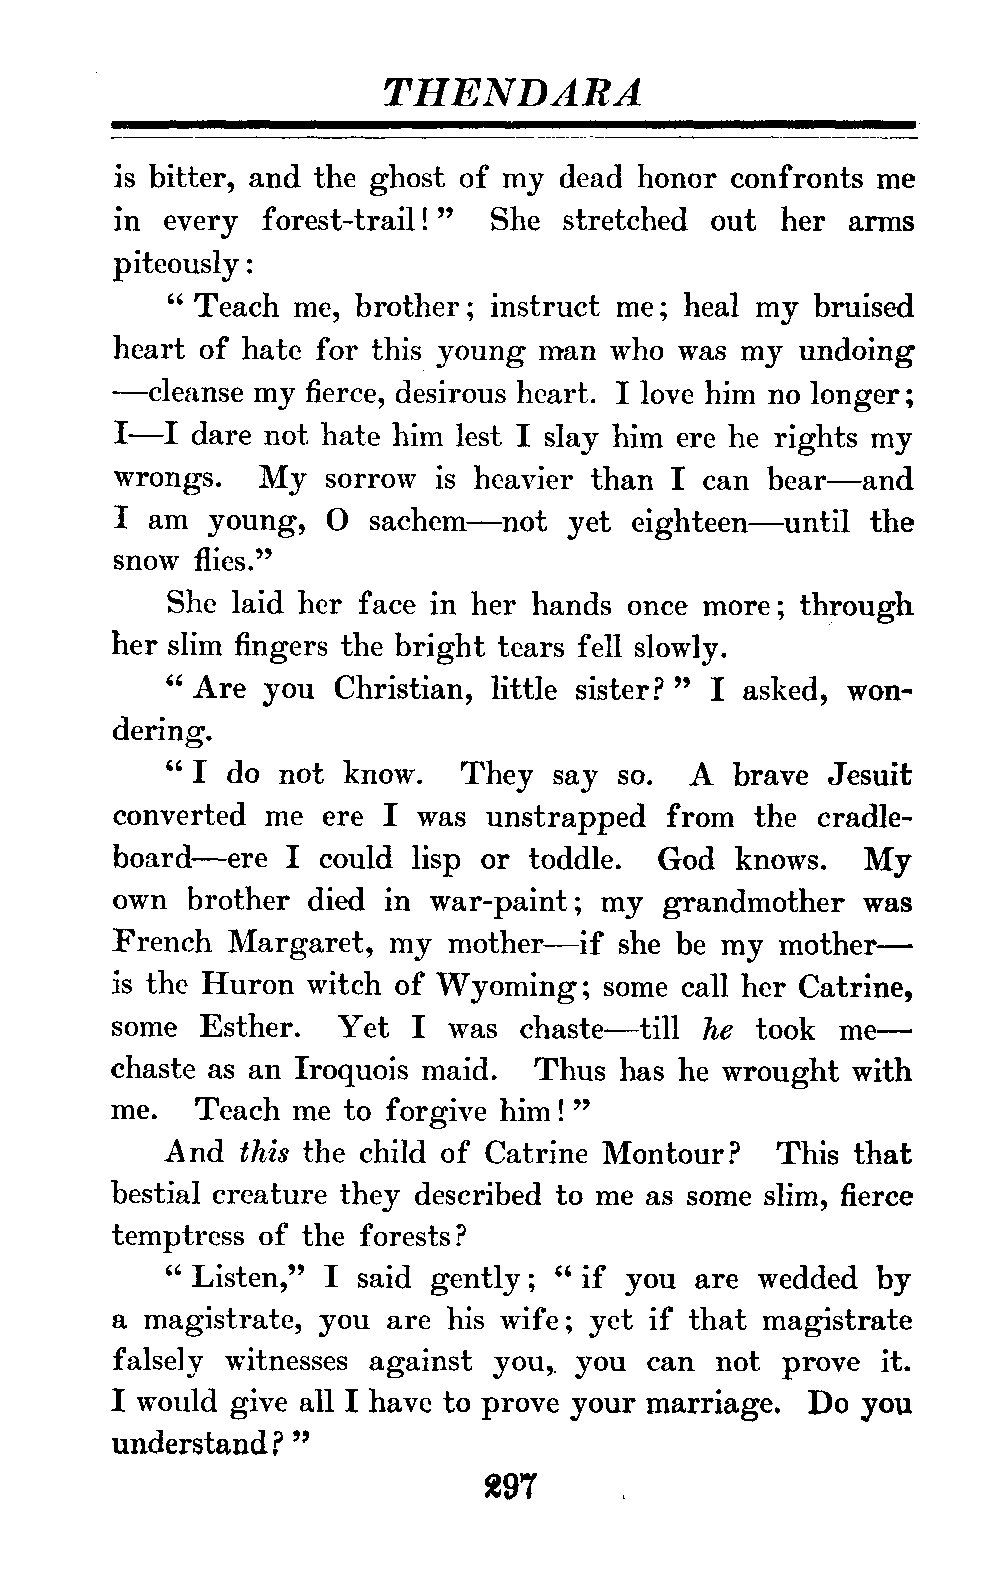 THENDARA
is bitter, and the ghost of my dead honor confronts me
in every forest-trail!” She stretched out her arms
piteously:
“Teach me, brother; instruct me; heal my bruised
heart of hate for this young man who was my undoing
—cleanse my fierce, desirous heart. I love him no longer;
I—I dare not hate him lest I slay him ere he rights my
wrongs. My sorrow is heavier than I can bear—and
I am young, O sachem—not yet eighteen—until the
snow flies.”
She laid her face in her hands once more; through
her slim fingers the bright tears fell slowly.
“Are you Christian, little sister?” I asked, won-
dering.
“I do not know. They say so. A brave Jesuit
converted me ere I was unstrapped from the cradle-
board—ere I could lisp or toddle. God knows. My
own brother died in war-paint; my grandmother was
French Margaret, my mother—if she be my mother—
is the Huron witch of Wyoming; some call her Catrine,
some Esther. Yet I was chaste—till he took me—
chaste as an Iroquois maid. Thus has he wrought with
me. Teach me to forgive him!”
And this the child of Catrine Montour? This that
bestial creature they described to me as some slim, fierce
temptress of the forests?
“Listen,” I said gently; “if you are wedded by
a magistrate, you are his wife; yet if that magistrate
falsely witnesses against you, you can not prove it.
I would give all I have to prove your marriage. Do you
understand?”
297